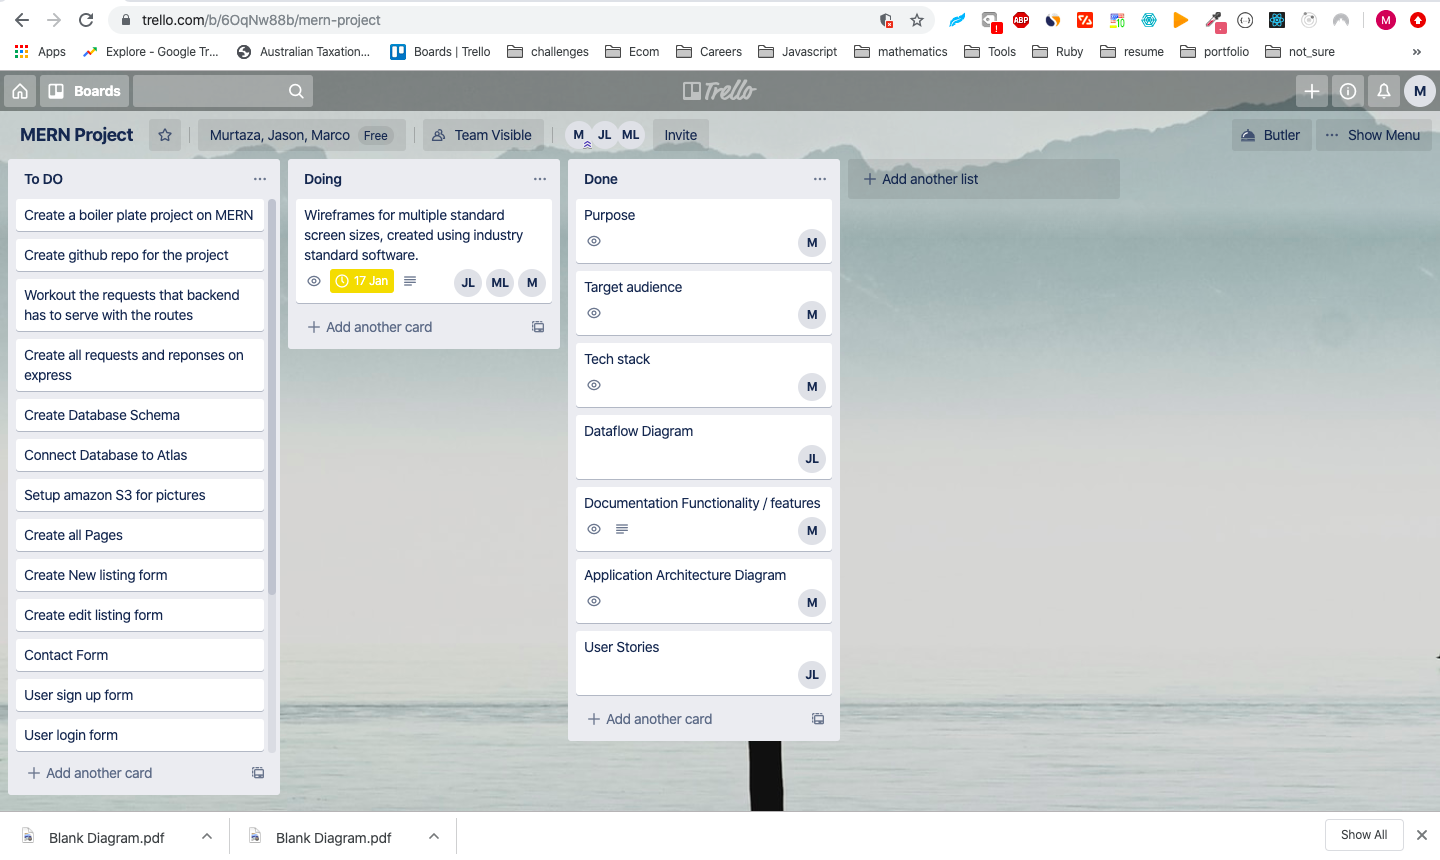 trello.com/b/6OqNw88b/mern-project
ABP
10
M
Apps
Explore - Google Tr...
Australian Taxation...
Boards | Trello
challenges
Ecom
Careers
Javascript
mathematics
Tools
Ruby
resume
portfolio
not_sure
»
Boards
Trello
M
MERN Project
Murtaza, Jason, Marco Free
Team Visible
M JL ML
Invite
Butler
Show Menu
To DO
Create a boiler plate project on MERN
Create github repo for the project
Workout the requests that backend
has to serve with the routes
Create all requests and reponses on
express
Create Database Schema
Connect Database to Atlas
Setup amazon S3 for pictures
Create all Pages
Create New listing form
Create edit listing form
Contact Form
User sign up form
User login form
Add another card
Doing
Wireframes for multiple standard
screen sizes, created using industry
standard software.
17 Jan
JL ML M
Add another card
Done
Purpose
M
Target audience
M
Tech stack
M
Dataflow Diagram
JL
Documentation Functionality / features
M
Application Architecture Diagram
M
User Stories
JL
Add another card
Add another list
Blank Diagram.pdf
Blank Diagram.pdf
Show All